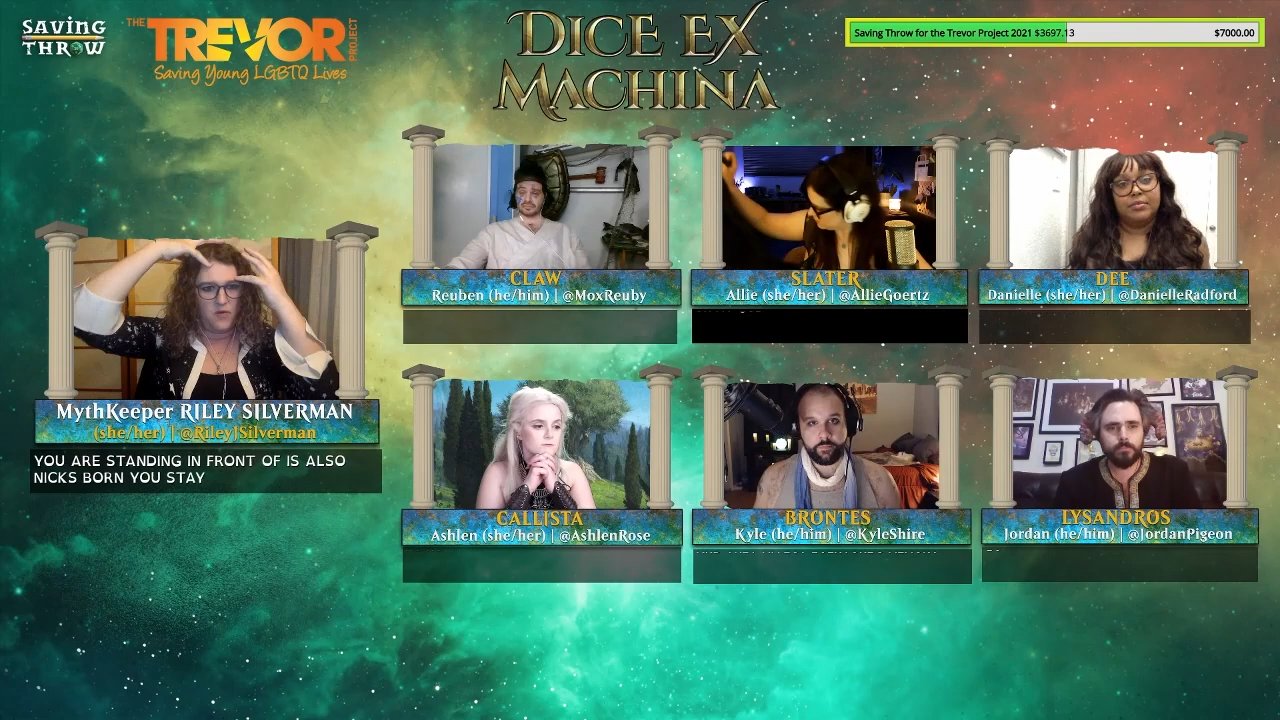 SAVING
THROW
THE TREVOR PROJECT
Saving Young LGBTQ Lives
DICE EX
MACHINA
Saving Throw for the Trevor Project 2021 $3697.13
$7000.00
CLAW
Reuben (he/him) | @MoxReuby
SLATER
Allie (she/her) | @AllieGoertz
DEE
Danielle (she/her) | @DanielleRadford
MythKeeper RILEY SILVERMAN
(she/her) | @RileyJSilverman
YOU ARE STANDING IN FRONT OF IS ALSO
NICKS BORN YOU STAY
CALLISTA
Ashlen (she/her) | @AshlenRose
BRONTES
Kyle (he/him) | @KyleShire
LYSANDROS
Jordan (he/him) | @JordanPigeon